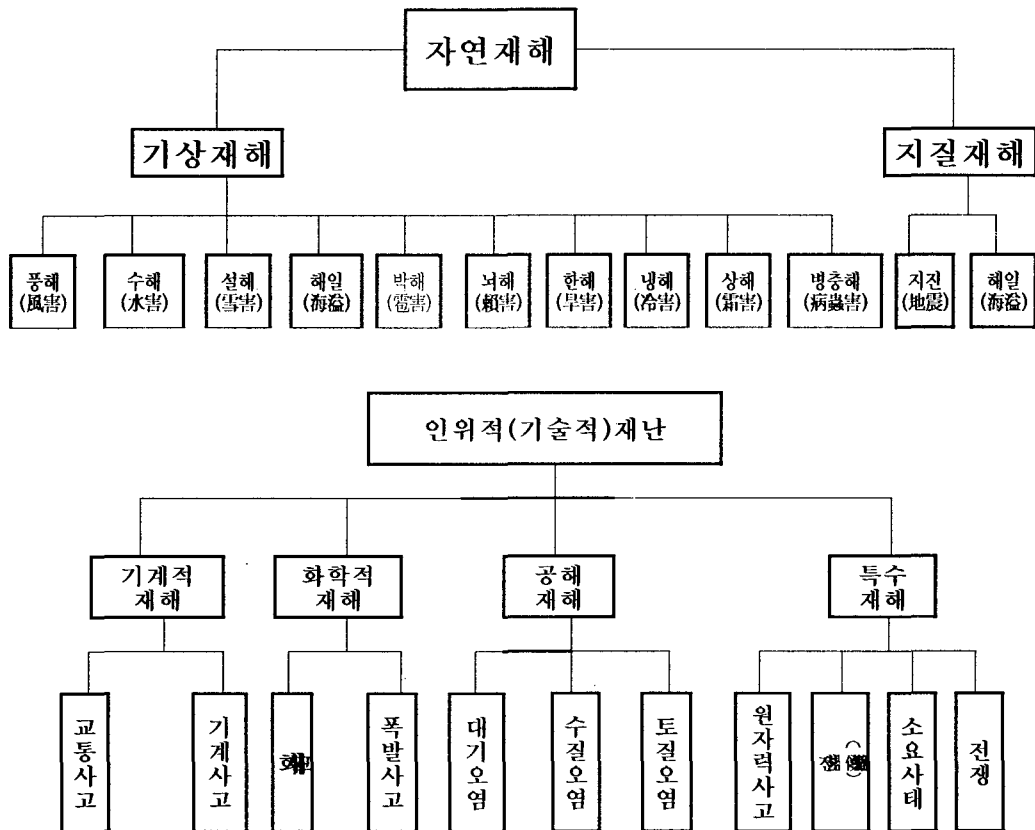 자연재해
기상재해
지질재해
풍해
(風害)
수해
(水害)
설해
(雪害)
해일
(海溢)
박해
(雹害)
뇌해
(賴害)
한해
(旱害)
냉해
(冷害)
상해
(霜害)
병충해
(病蟲害)
지진
(地震)
해일
(海溢)
인위적(기술적)재난
기계적
재해
화학적
재해
공해
재해
특수
재해
교통사고
기계사고
폭발사고
대기오염
수질오염
토질오염
원자력사고
소요사태
전쟁